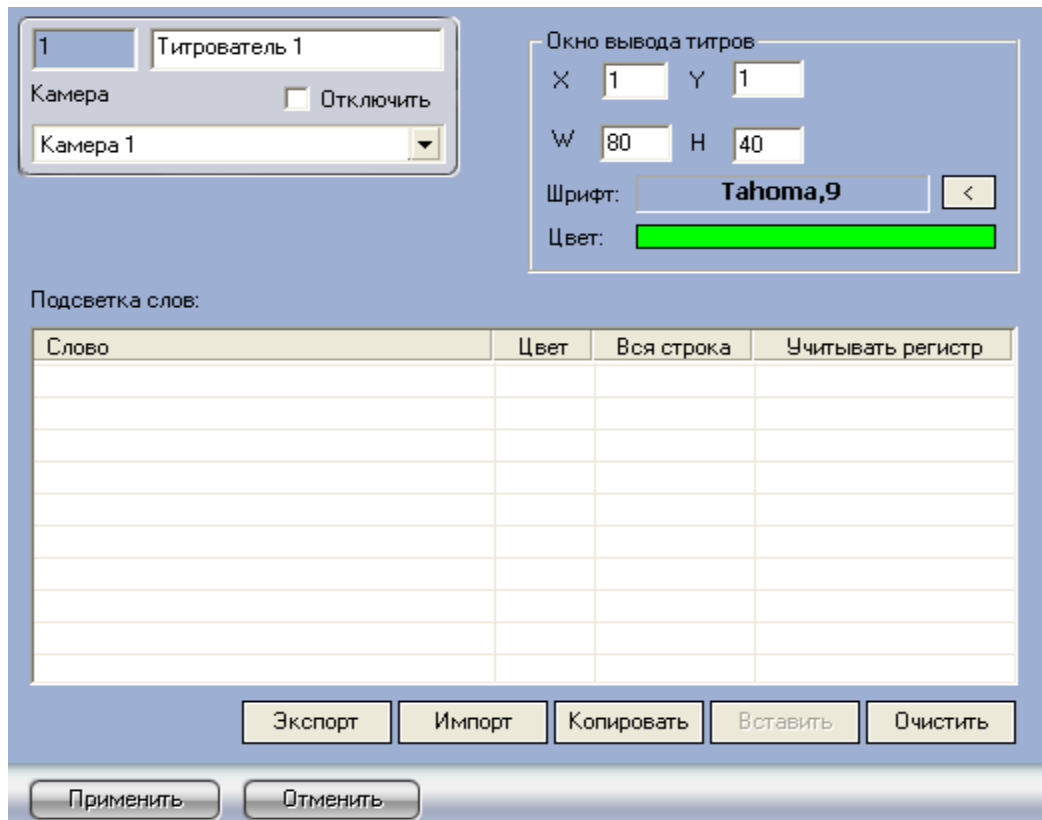 1 Титрователь 1
Камера Отключить
Камера 1
Окно вывода титров
X 1 Y 1
W 80 H 40
Шрифт: Tahoma,9 <
Цвет:
Подсветка слов:
Слово Цвет Вся строка Учитывать регистр
Экспорт Импорт Копировать Вставить Очистить
Применить Отменить